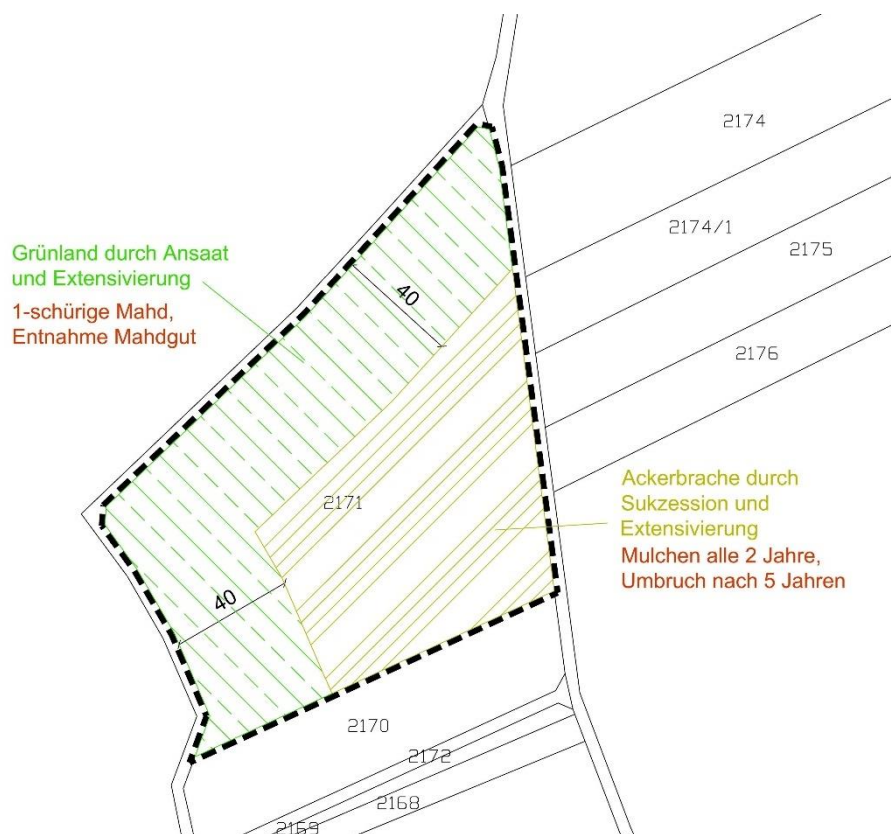 2174
2174/1
2175
Grünland durch Ansaat
und Extensivierung
1-schürige Mahd,
Entnahme Mahdgut
40
2176
2171
Ackerbrache durch
Sukzession und
Extensivierung
Mulchen alle 2 Jahre,
Umbruch nach 5 Jahren
40
2170
2172
2168
2169